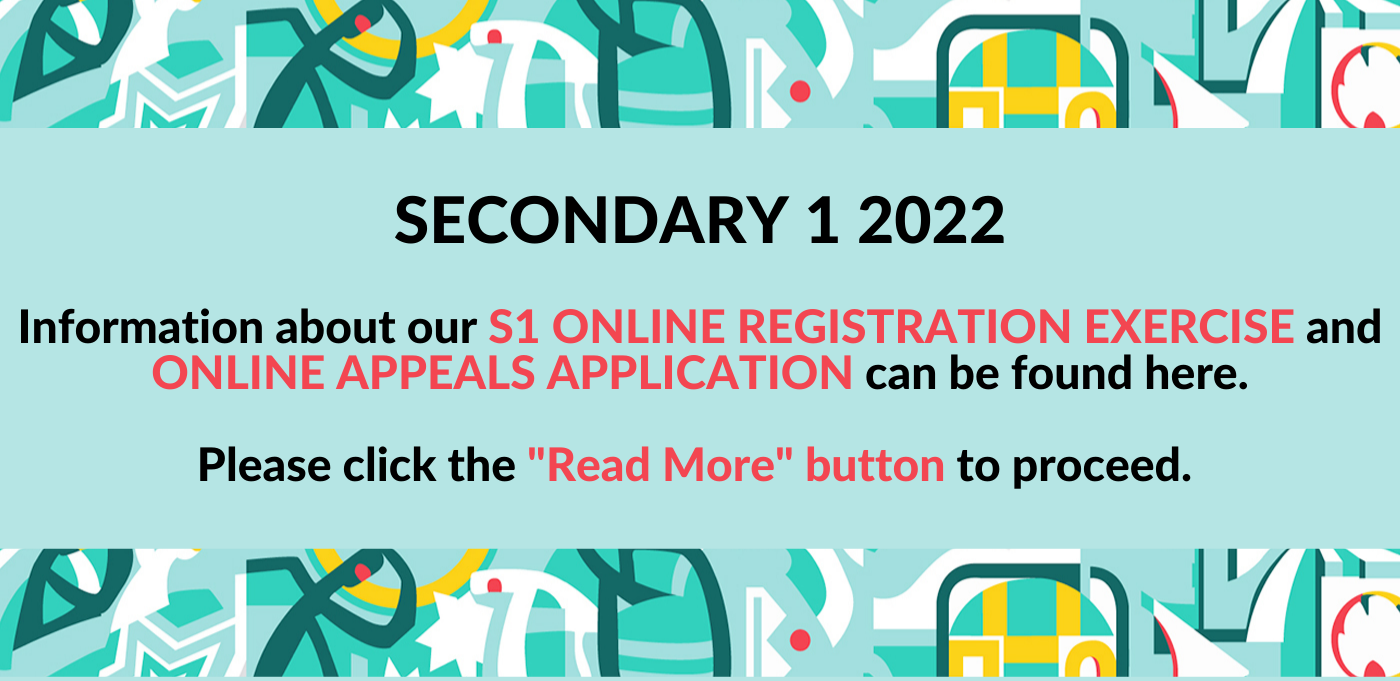 SECONDARY 1 2022
Information about our S1 ONLINE REGISTRATION EXERCISE and
ONLINE APPEALS APPLICATION can be found here.
Please click the "Read More" button to proceed.